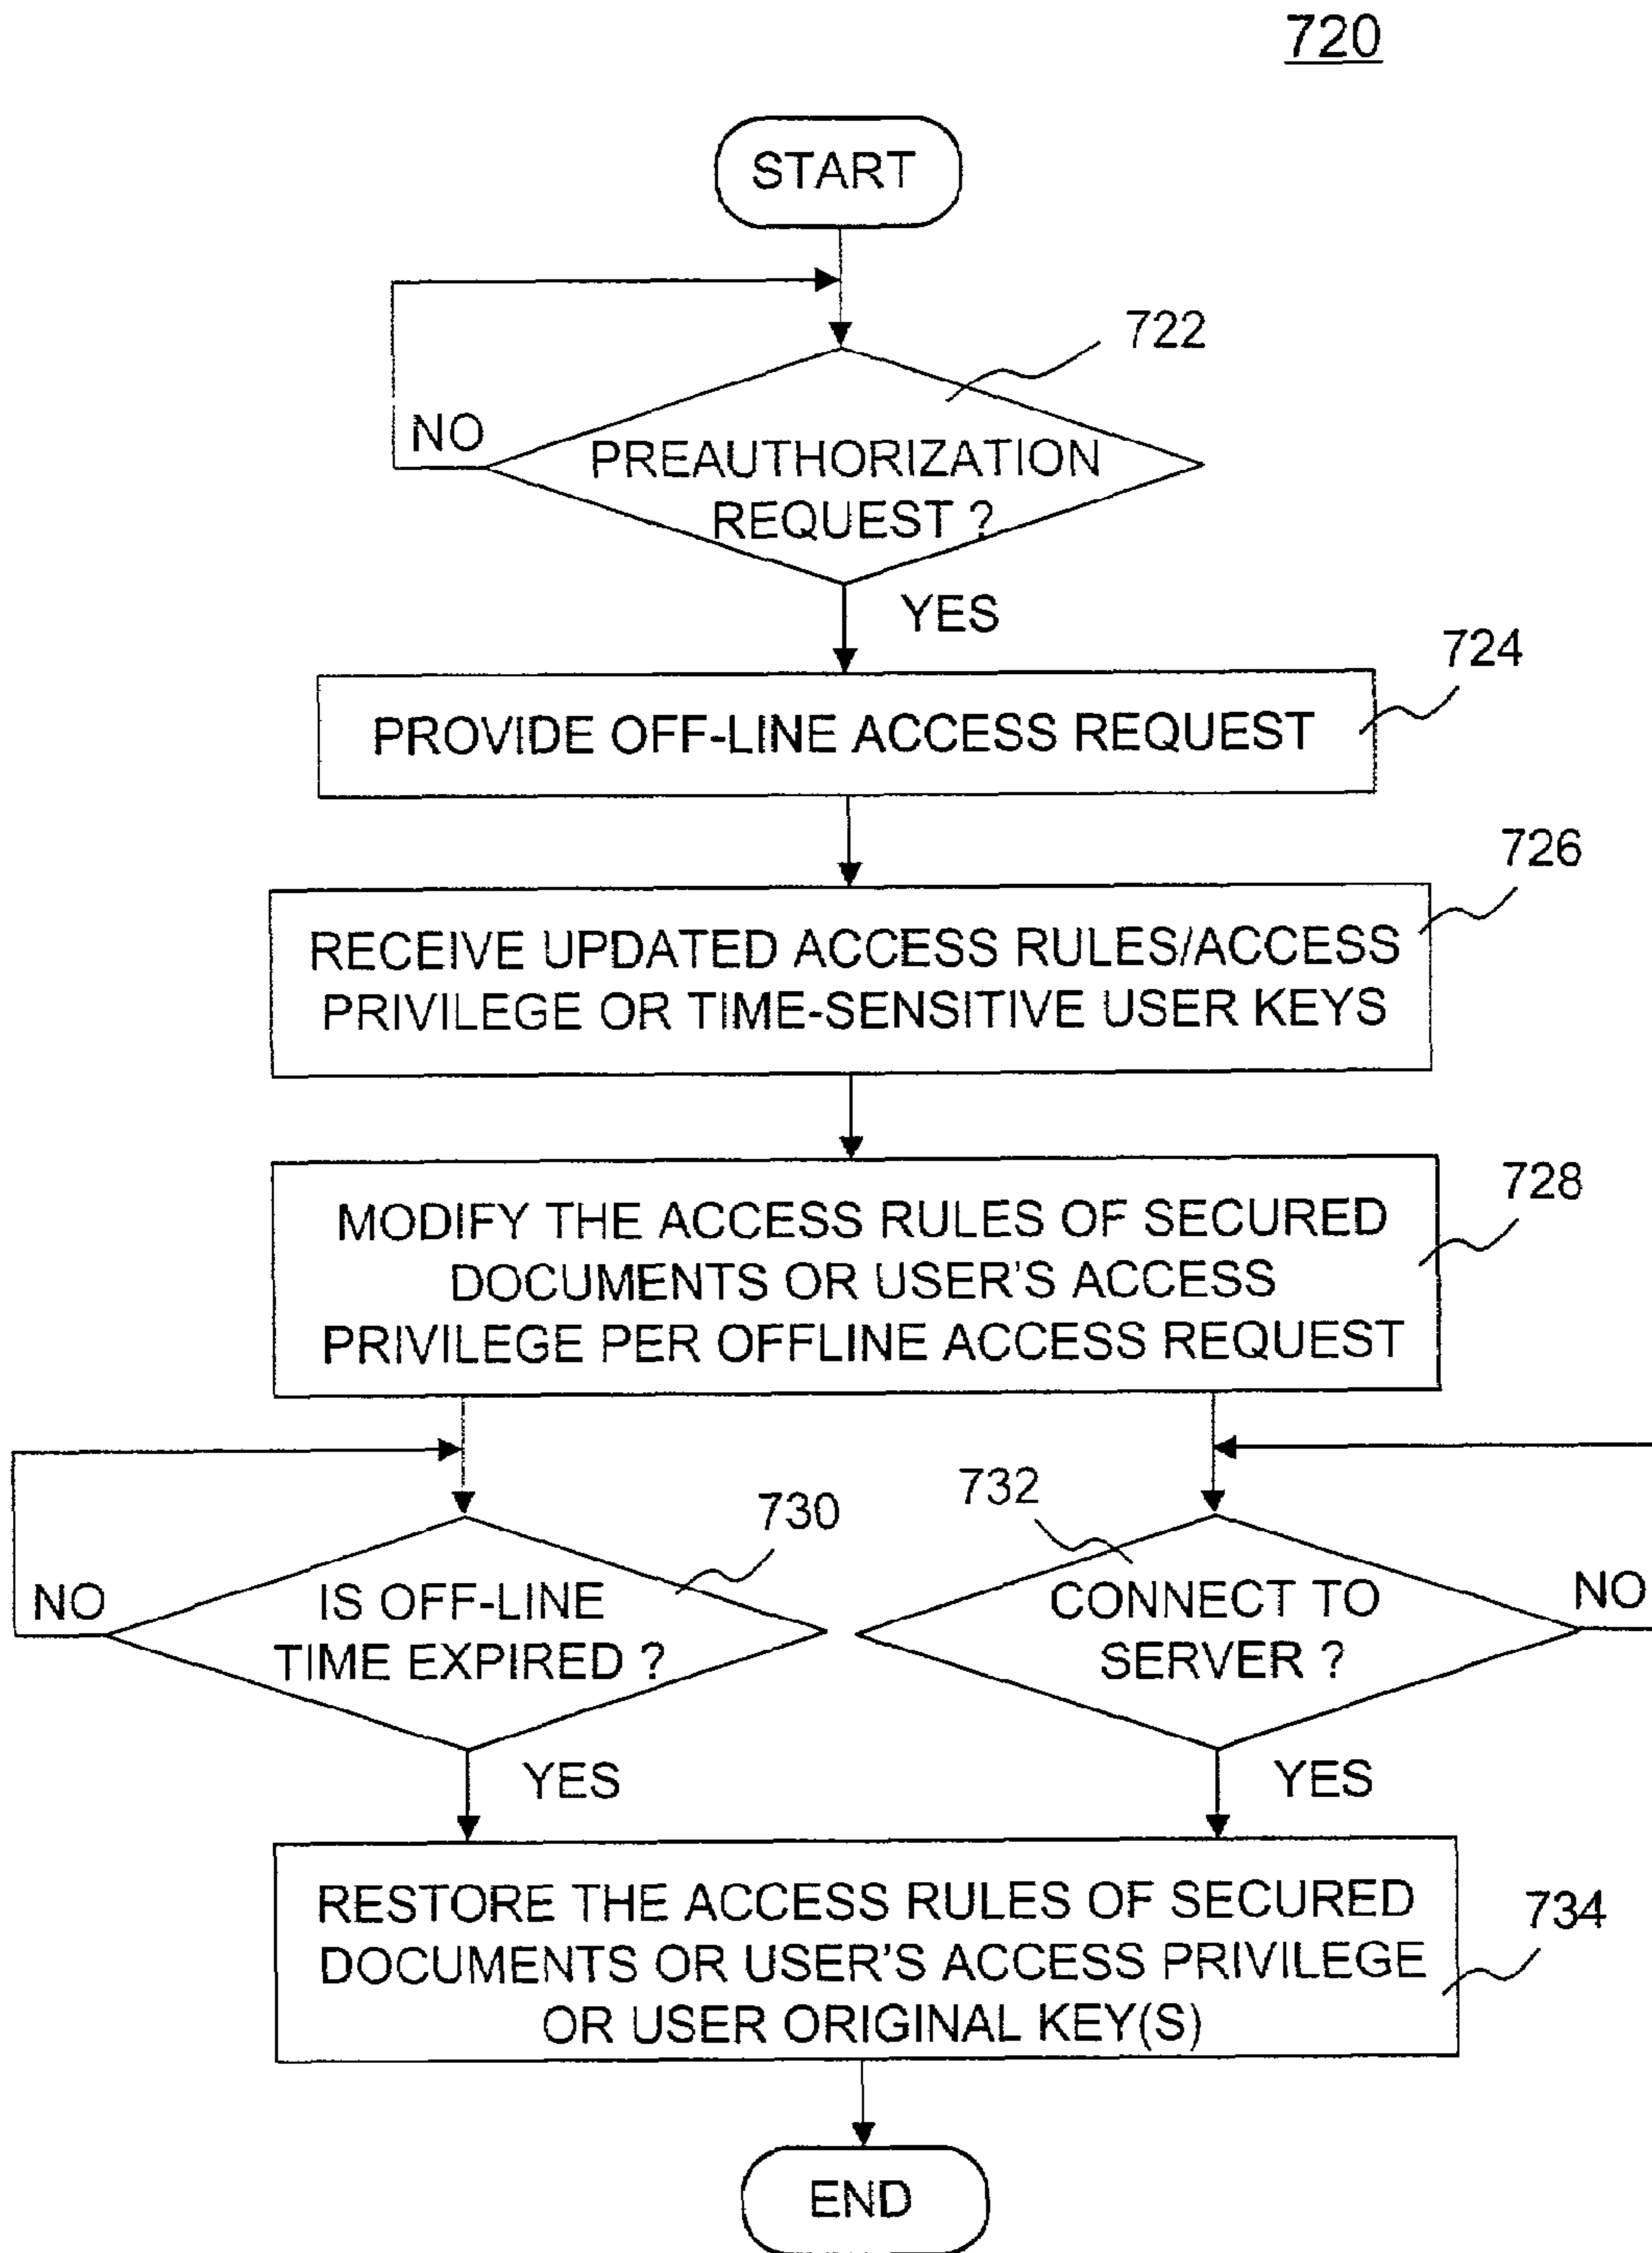 720
START
722
NO
PREAUTHORIZATION
REQUEST ?
YES
724
PROVIDE OFF-LINE ACCESS REQUEST
726
RECEIVE UPDATED ACCESS RULES/ACCESS
PRIVILEGE OR TIME-SENSITIVE USER KEYS
728
MODIFY THE ACCESS RULES OF SECURED
DOCUMENTS OR USER'S ACCESS
PRIVILEGE PER OFFLINE ACCESS REQUEST
730
NO
IS OFF-LINE
TIME EXPIRED ?
YES
732
CONNECT TO
SERVER ?
NO
YES
734
RESTORE THE ACCESS RULES OF SECURED
DOCUMENTS OR USER'S ACCESS PRIVILEGE
OR USER ORIGINAL KEY(S)
END